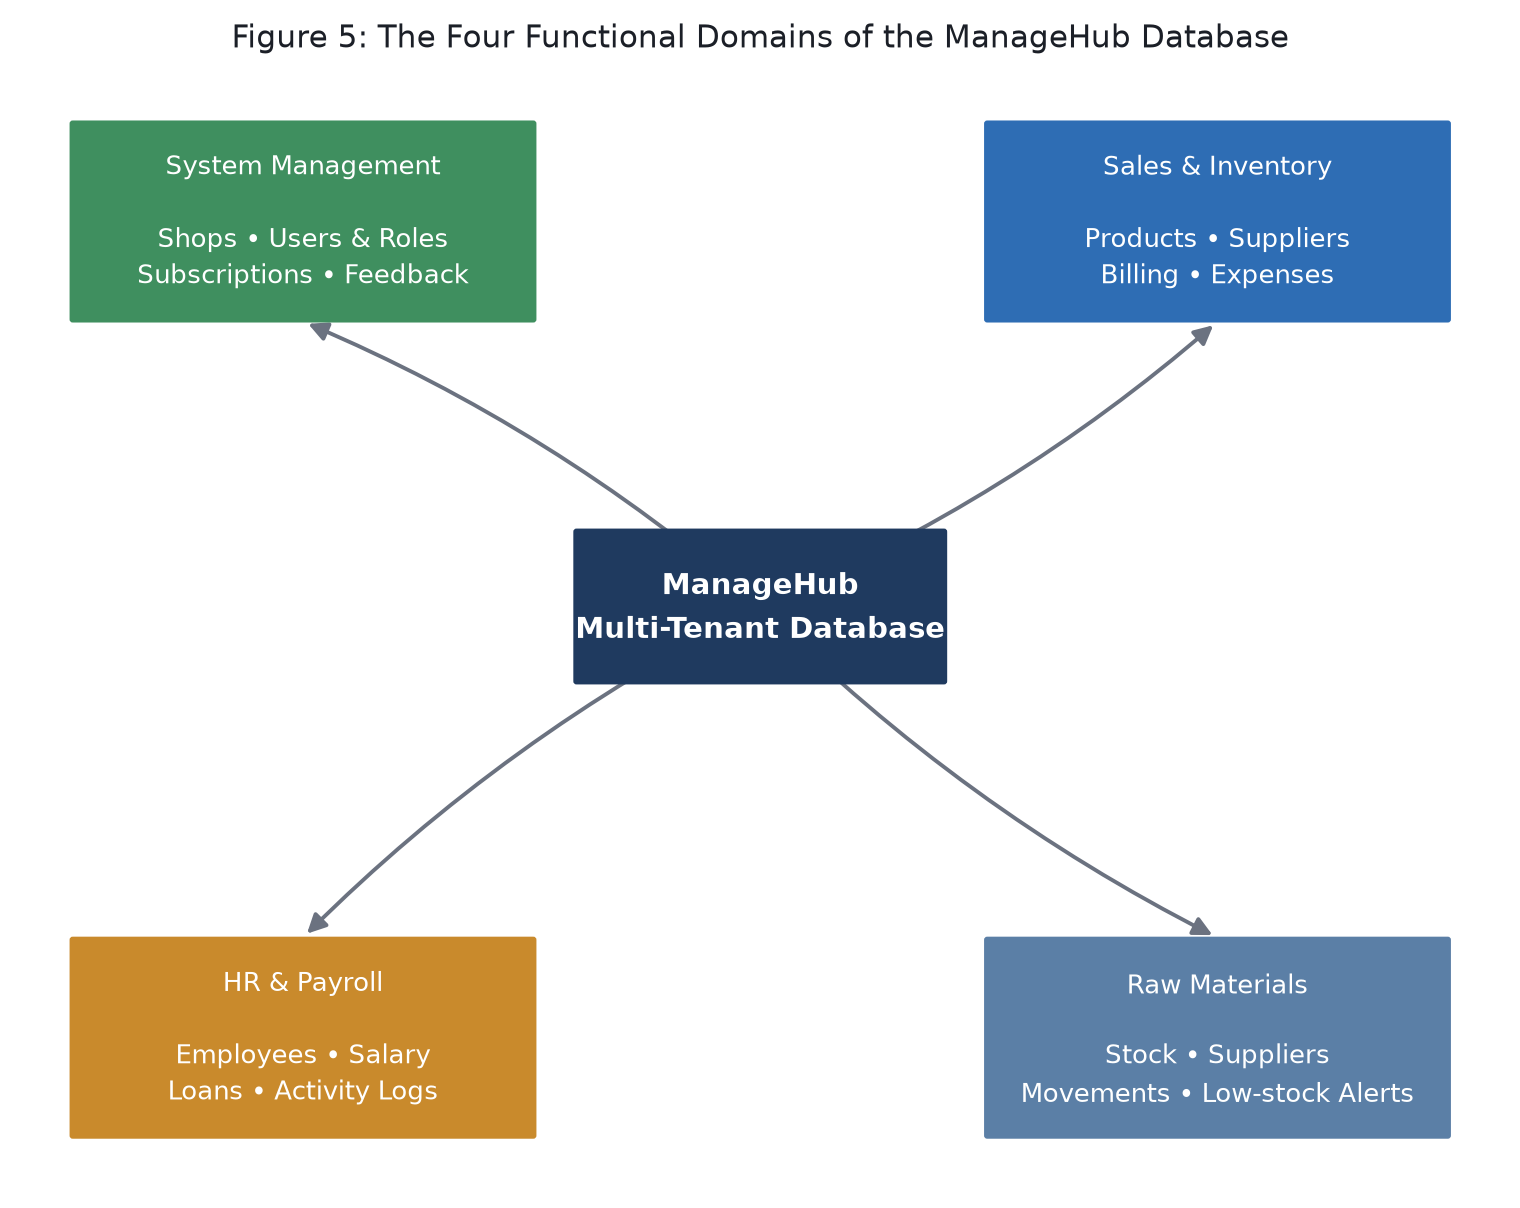 Figure 5: The Four Functional Domains of the ManageHub Database
System Management
Shops • Users & Roles
Subscriptions • Feedback
Sales & Inventory
Products • Suppliers
Billing • Expenses
ManageHub
Multi-Tenant Database
HR & Payroll
Employees • Salary
Loans • Activity Logs
Raw Materials
Stock • Suppliers
Movements • Low-stock Alerts